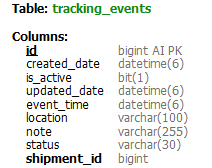 Table: tracking_events
Columns:
id bigint AI PK
created_date datetime(6)
is_active bit(1)
updated_date datetime(6)
event_time datetime(6)
location varchar(100)
note varchar(255)
status varchar(30)
shipment_id bigint